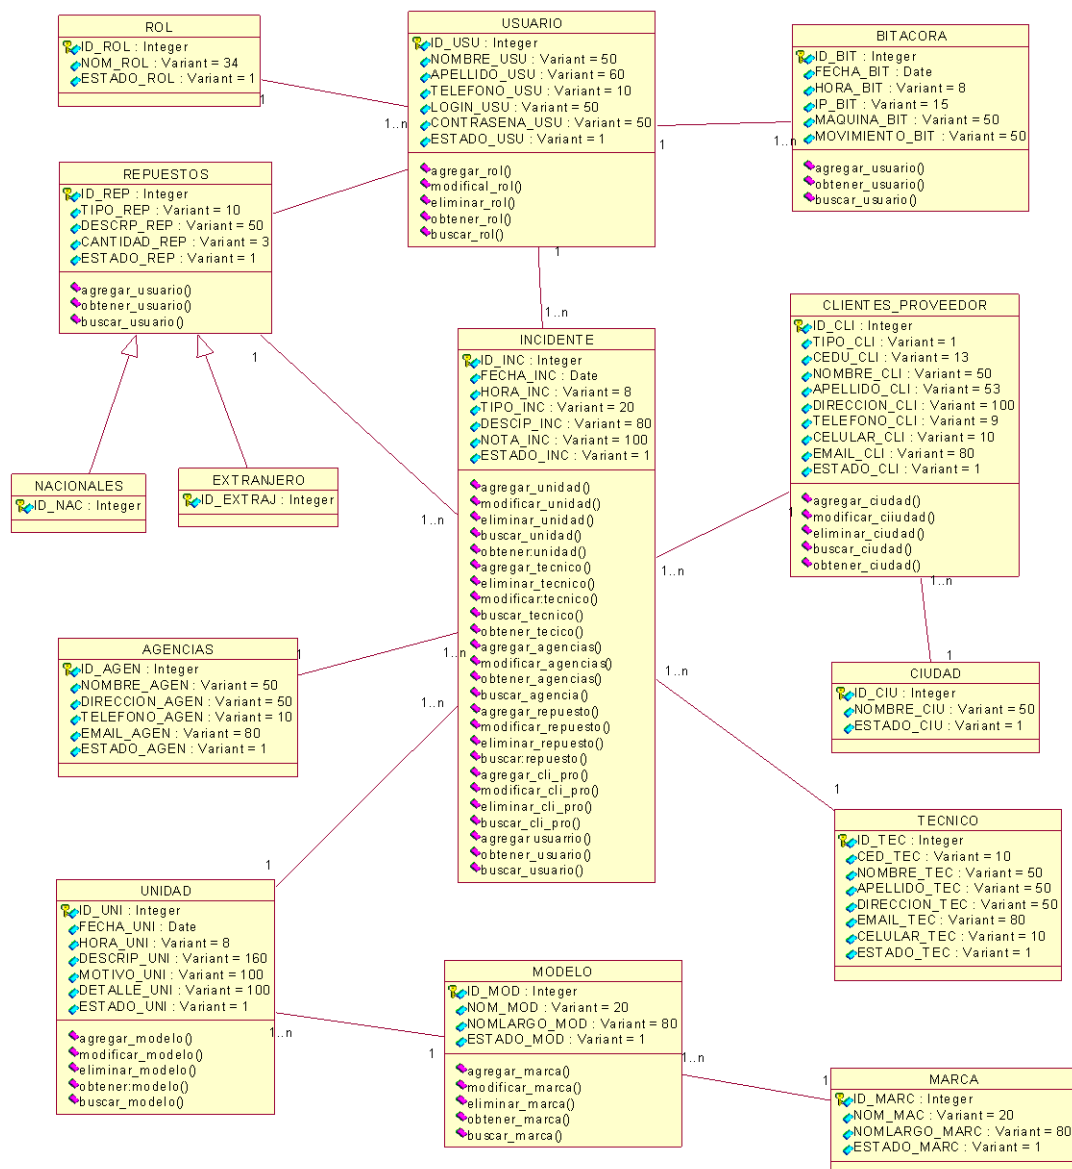 ROL
ID_ROL : Integer
NOM_ROL : Variant = 34
ESTADO_ROL : Variant = 1
1
USUARIO
ID_USU : Integer
NOMBRE_USU : Variant = 50
APELLIDO_USU : Variant = 60
TELEFONO_USU : Variant = 10
LOGIN_USU : Variant = 50
CONTRASENA_USU : Variant = 50
ESTADO_USU : Variant = 1
agregar_rol()
modifical_rol()
eliminar_rol()
obtener_rol()
buscar_rol()
1..n
1
1
BITACORA
ID_BIT : Integer
FECHA_BIT : Date
HORA_BIT : Variant = 8
IP_BIT : Variant = 15
MAQUINA_BIT : Variant = 50
MOVIMIENTO_BIT : Variant = 50
agregar_usuario()
obtener_usuario()
buscar_usuario()
1..n
REPUESTOS
ID_REP : Integer
TIPO_REP : Variant = 10
DESCRP_REP : Variant = 50
CANTIDAD_REP : Variant = 3
ESTADO_REP : Variant = 1
agregar_usuario()
obtener_usuario()
buscar_usuario()
1
NACIONALES
ID_NAC : Integer
EXTRANJERO
ID_EXTRAJ : Integer
1..n
INCIDENTE
ID_INC : Integer
FECHA_INC : Date
HORA_INC : Variant = 8
TIPO_INC : Variant = 20
DESCIP_INC : Variant = 80
NOTA_INC : Variant = 100
ESTADO_INC : Variant = 1
agregar_unidad()
modificar_unidad()
eliminar_unidad()
buscar_unidad()
obtener:unidad()
agregar_tecnico()
eliminar_tecnico()
modificar:tecnico()
buscar_tecnico()
obtener_tecico()
agregar_agencias()
modificar_agencias()
obtener_agencias()
buscar_agencia()
agregar_repuesto()
modificar_repuesto()
eliminar_repuesto()
buscar:repuesto()
agregar_cli_pro()
modificar_cli_pro()
eliminar_cli_pro()
buscar_cli_pro()
agregar usuarrio()
obtener_usuario()
buscar_usuario()
1..n
1..n
1..n
1..n
1..n
CLIENTES_PROVEEDOR
ID_CLI : Integer
TIPO_CLI : Variant = 1
CEDU_CLI : Variant = 13
NOMBRE_CLI : Variant = 50
APELLIDO_CLI : Variant = 53
DIRECCION_CLI : Variant = 100
TELEFONO_CLI : Variant = 9
CELULAR_CLI : Variant = 10
EMAIL_CLI : Variant = 80
ESTADO_CLI : Variant = 1
agregar_ciudad()
modificar_ciiudad()
eliminar_ciudad()
buscar_ciudad()
obtener_ciudad()
1
1..n
1
CIUDAD
ID_CIU : Integer
NOMBRE_CIU : Variant = 50
ESTADO_CIU : Variant = 1
AGENCIAS
ID_AGEN : Integer
NOMBRE_AGEN : Variant = 50
DIRECCION_AGEN : Variant = 50
TELEFONO_AGEN : Variant = 10
EMAIL_AGEN : Variant = 80
ESTADO_AGEN : Variant = 1
1
1
TECNICO
ID_TEC : Integer
CED_TEC : Variant = 10
NOMBRE_TEC : Variant = 50
APELLIDO_TEC : Variant = 50
DIRECCION_TEC : Variant = 50
EMAIL_TEC : Variant = 80
CELULAR_TEC : Variant = 10
ESTADO_TEC : Variant = 1
1
UNIDAD
ID_UNI : Integer
FECHA_UNI : Date
HORA_UNI : Variant = 8
DESCRIP_UNI : Variant = 160
MOTIVO_UNI : Variant = 100
DETALLE_UNI : Variant = 100
ESTADO_UNI : Variant = 1
agregar_modelo()
modificar_modelo()
eliminar_modelo()
obtener:modelo()
buscar_modelo()
1..n
1
MODELO
ID_MOD : Integer
NOM_MOD : Variant = 20
NOMLARGO_MOD : Variant = 80
ESTADO_MOD : Variant = 1
agregar_marca()
modificar_marca()
eliminar_marca()
obtener_marca()
buscar_marca()
1..n
1
MARCA
ID_MARC : Integer
NOM_MAC : Variant = 20
NOMLARGO_MARC : Variant = 80
ESTADO_MARC : Variant = 1